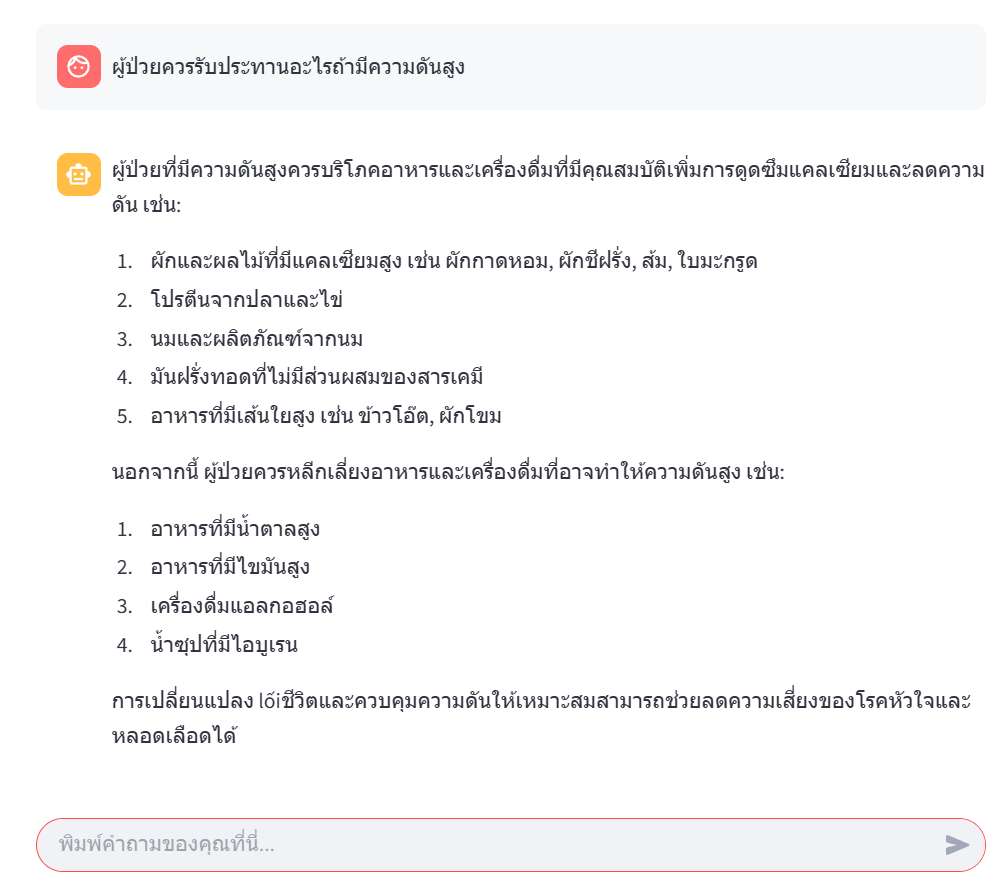 ผู้ป่วยควรรับประทานอะไรถ้ามีความดันสูง
ผู้ป่วยที่มีความดันสูงควรบริโภคอาหารและเครื่องดื่มที่มีคุณสมบัติเพิ่มการดูดซึมแคลเซียมและลดความ
ดัน เช่น:
1. ผักและผลไม้ที่มีแคลเซียมสูง เช่น ผักกาดหอม, ผักชีฝรั่ง, ส้ม, ใบมะกรูด
2. โปรตีนจากปลาและไข่
3. นมและผลิตภัณฑ์จากนม
4. มันฝรั่งทอดที่ไม่มีส่วนผสมของสารเคมี
5. อาหารที่มีเส้นใยสูง เช่น ข้าวโอ๊ต, ผักโขม
นอกจากนี้ ผู้ป่วยควรหลีกเลี่ยงอาหารและเครื่องดื่มที่อาจทำให้ความดันสูง เช่น:
1. อาหารที่มีน้ำตาลสูง
2. อาหารที่มีไขมันสูง
3. เครื่องดื่มแอลกอฮอล์
4. น้ำซุปที่มีไอบูเรน
การเปลี่ยนแปลง lốiชีวิตและควบคุมความดันให้เหมาะสมสามารถช่วยลดความเสี่ยงของโรคหัวใจและ
หลอดเลือดได้
พิมพ์คำถามของคุณที่นี่...